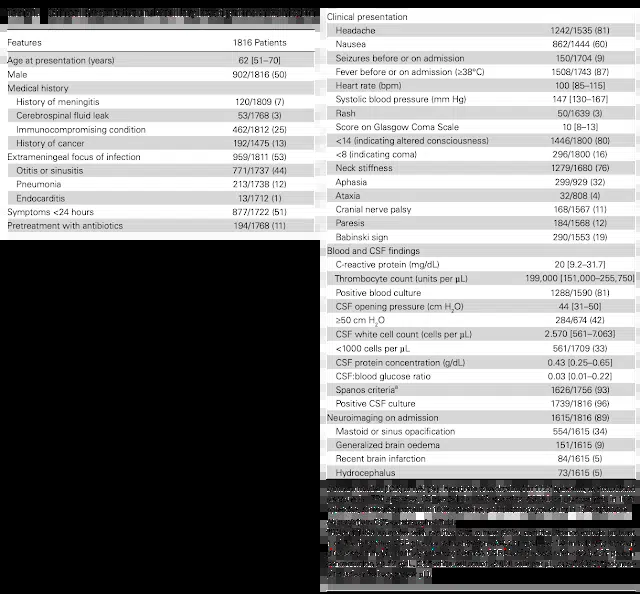 Features 1816 Patients
Age at presentation (years) 62 [51–70]
Male 902/1816 (50)
Medical history
History of meningitis 120/1809 (7)
Cerebrospinal fluid leak 53/1768 (3)
Immunocompromising condition 462/1812 (25)
History of cancer 192/1475 (13)
Extrameningeal focus of infection 959/1811 (53)
Otitis or sinusitis 771/1737 (44)
Pneumonia 213/1738 (12)
Endocarditis 13/1712 (1)
Symptoms <24 hours 877/1722 (51)
Pretreatment with antibiotics 194/1768 (11)
Clinical presentation
Headache 1242/1535 (81)
Nausea 862/1444 (60)
Seizures before or on admission 150/1704 (9)
Fever before or on admission (≥38°C) 1508/1743 (87)
Heart rate (bpm) 100 [85–115]
Systolic blood pressure (mm Hg) 147 [130–167]
Rash 50/1639 (3)
Score on Glasgow Coma Scale 10 [8–13]
<14 (indicating altered consciousness) 1446/1800 (80)
<8 (indicating coma) 296/1800 (16)
Neck stiffness 1279/1680 (76)
Aphasia 299/929 (32)
Ataxia 32/808 (4)
Cranial nerve palsy 168/1567 (11)
Paresis 184/1568 (12)
Babinski sign 290/1553 (19)
Blood and CSF findings
C-reactive protein (mg/dL) 20 [9.2–31.7]
Thrombocyte count (units per µL) 199,000 [151,000–255,750]
Positive blood culture 1288/1590 (81)
CSF opening pressure (cm H₂O) 44 [31–50]
≥50 cm H₂O 284/674 (42)
CSF white cell count (cells per µL) 2.570 [561–7.063]
<1000 cells per µL 561/1709 (33)
CSF protein concentration (g/dL) 0.43 [0.25–0.65]
CSF:blood glucose ratio 0.03 [0.01–0.22]
Spanos criteriaᵃ 1626/1756 (93)
Positive CSF culture 1739/1816 (96)
Neuroimaging on admission 1615/1816 (89)
Mastoid or sinus opacification 554/1615 (34)
Generalized brain oedema 151/1615 (9)
Recent brain infarction 84/1615 (5)
Hydrocephalus 73/1615 (5)